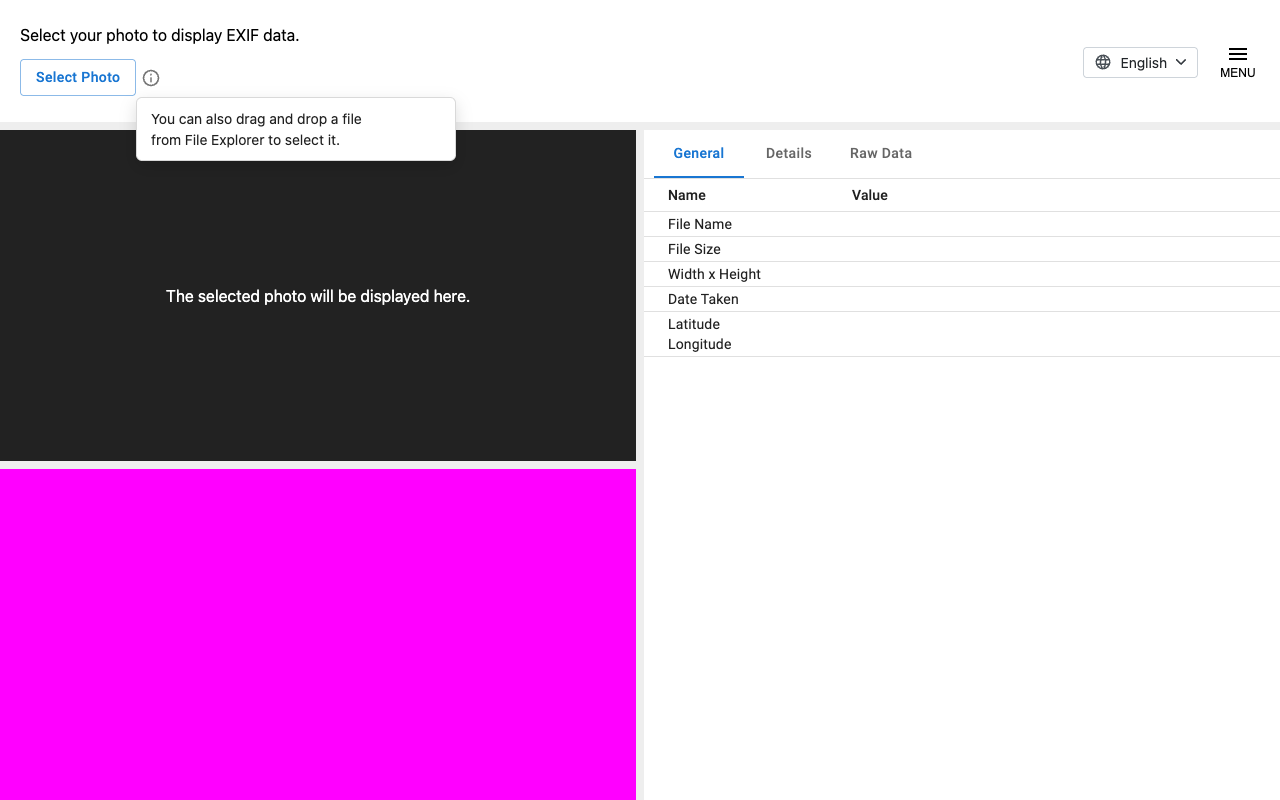 Select your photo to display EXIF data.
Select Photo
English
MENU
You can also drag and drop a file
from File Explorer to select it.
The selected photo will be displayed here.
General Details Raw Data
Name Value
File Name
File Size
Width x Height
Date Taken
Latitude
Longitude